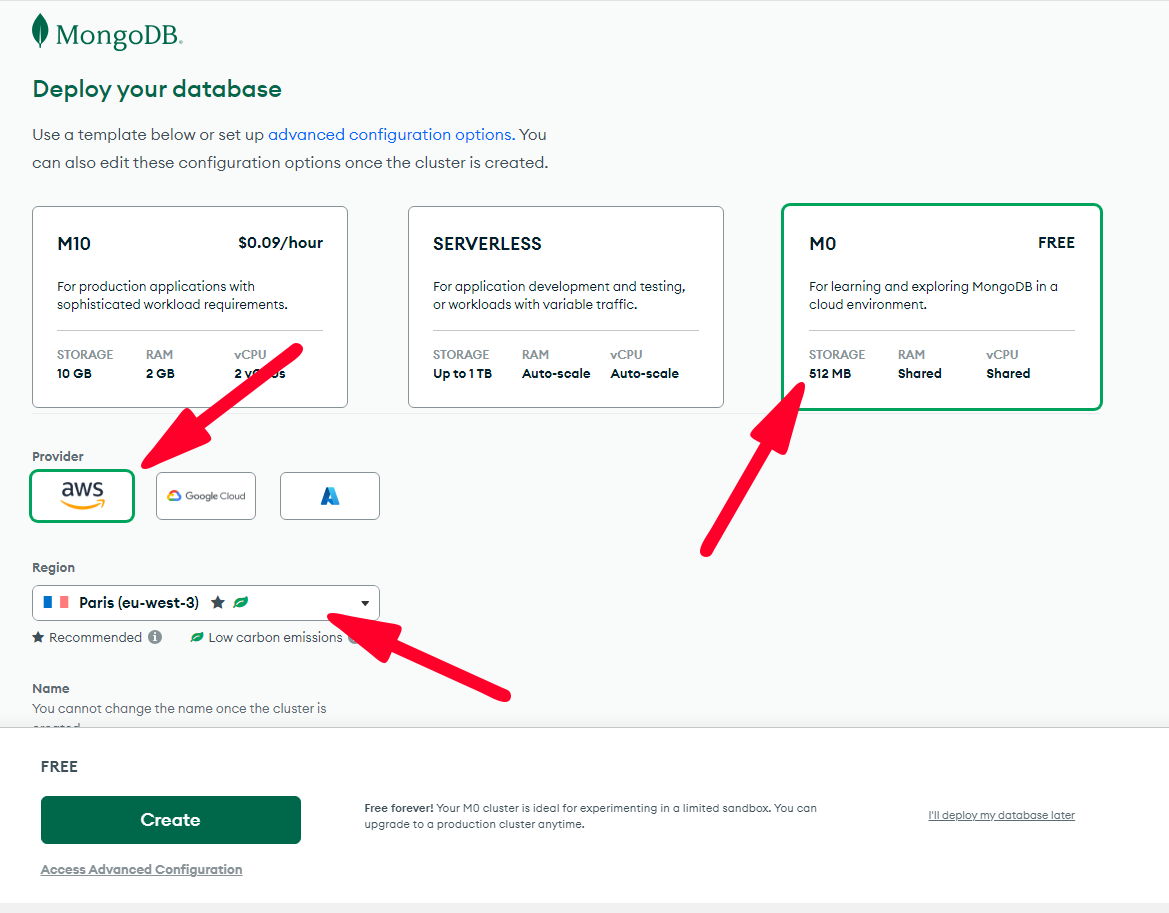 MongoDB.
Deploy your database
Use a template below or set up advanced configuration options. You
can also edit these configuration options once the cluster is created.
M10 $0.09/hour
For production applications with
sophisticated workload requirements.
STORAGE RAM vCPU
10 GB 2 GB 2
SERVERLESS
For application development and testing,
or workloads with variable traffic.
STORAGE RAM vCPU
Up to 1 TB Auto-scale Auto-scale
M0 FREE
For learning and exploring MongoDB in a
cloud environment.
STORAGE RAM vCPU
512 MB Shared Shared
Provider
aws Google Cloud
Region
Paris (eu-west-3)
Recommended Low carbon emissions
Name
You cannot change the name once the cluster is
FREE
Create
Access Advanced Configuration
Free forever! Your M0 cluster is ideal for experimenting in a limited sandbox. You can
upgrade to a production cluster anytime.
I'll deploy my database later